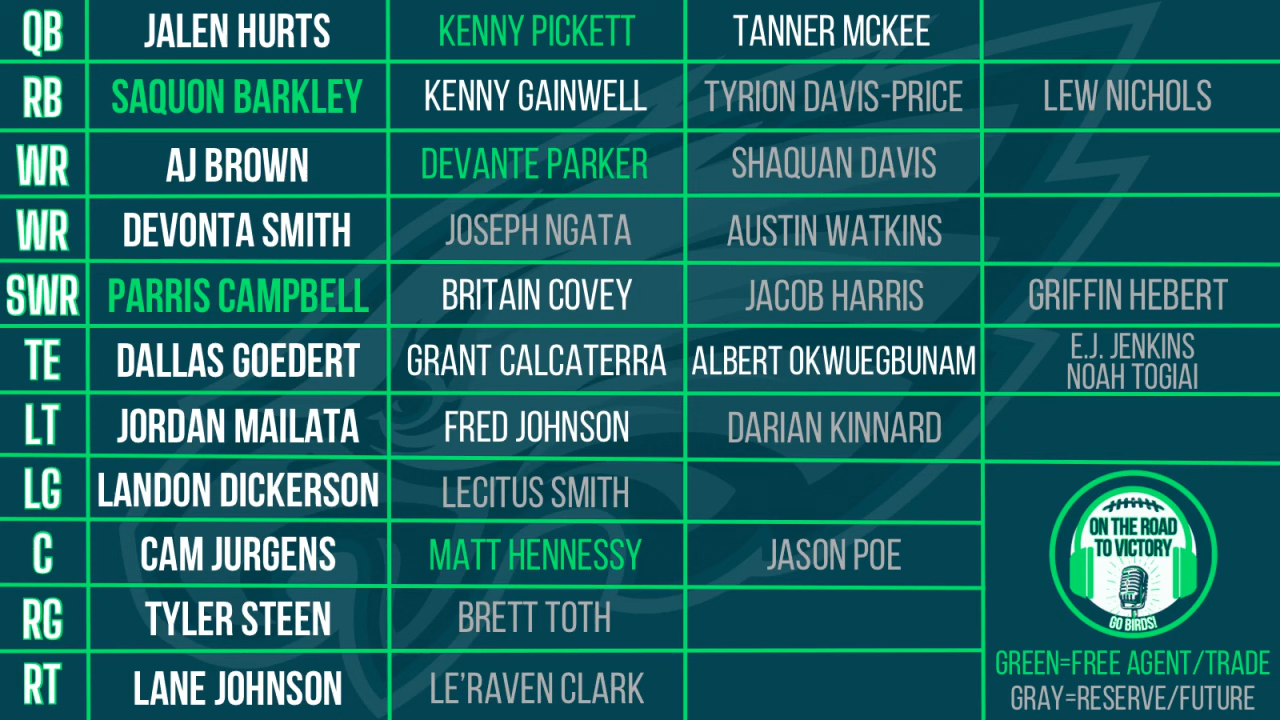 QB JALEN HURTS KENNY PICKETT TANNER MCKEE
RB SAQUON BARKLEY KENNY GAINWELL TYRION DAVIS-PRICE LEW NICHOLS
WR AJ BROWN DEVANTE PARKER SHAQUAN DAVIS
WR DEVONTA SMITH JOSEPH NGATA AUSTIN WATKINS
SWR PARRIS CAMPBELL BRITAIN COVEY JACOB HARRIS GRIFFIN HEBERT
TE DALLAS GOEDERT GRANT CALCATERRA ALBERT OKWUEGBUNAM E.J. JENKINS
NOAH TOGIAI
LT JORDAN MAILATA FRED JOHNSON DARIAN KINNARD
LG LANDON DICKERSON LECITUS SMITH
C CAM JURGENS MATT HENNESSY JASON POE
RG TYLER STEEN BRETT TOTH
RT LANE JOHNSON LE'RAVEN CLARK
ON THE ROAD
TO VICTORY
GO BIRDS!
GREEN=FREE AGENT/TRADE
GRAY=RESERVE/FUTURE